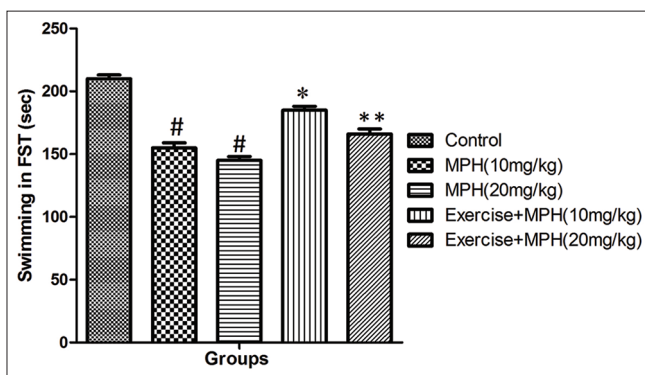 Swimming in FST (sec)
250
200
150
100
50
0
#
#
*
**
Groups
Control
MPH(10mg/kg)
MPH(20mg/kg)
Exercise+MPH(10mg/kg)
Exercise+MPH(20mg/kg)